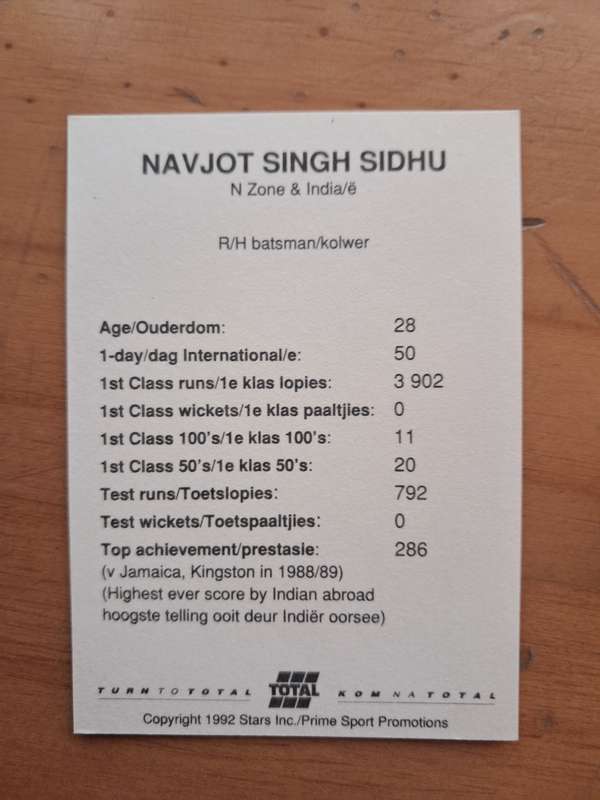 NAVJOT SINGH SIDHU
N Zone & India/ë
R/H batsman/kolwer
Age/Ouderdom: 28
1-day/dag International/e: 50
1st Class runs/1e klas lopies: 3 902
1st Class wickets/1e klas paaltjies: 0
1st Class 100's/1e klas 100's: 11
1st Class 50's/1e klas 50's: 20
Test runs/Toetslopies: 792
Test wickets/Toetspaaltjies: 0
Top achievement/prestasie: 286
(v Jamaica, Kingston in 1988/89)
(Highest ever score by Indian abroad
hoogste telling ooit deur Indiër oorsee)
TURN TO TOTAL TOTAL KOM NA TOTAL
Copyright 1992 Stars Inc./Prime Sport Promotions